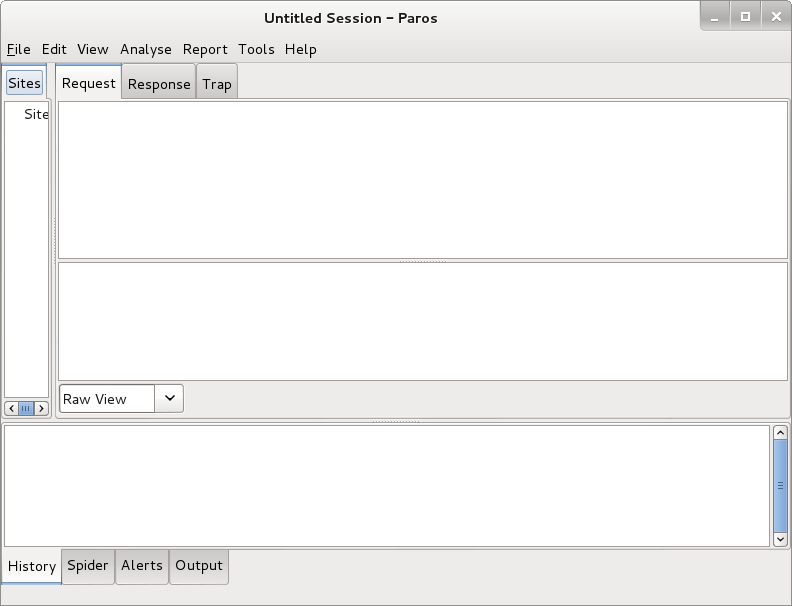 Untitled Session - Paros
File Edit View Analyse Report Tools Help
Sites Request Response Trap
Site
Raw View
History Spider Alerts Output